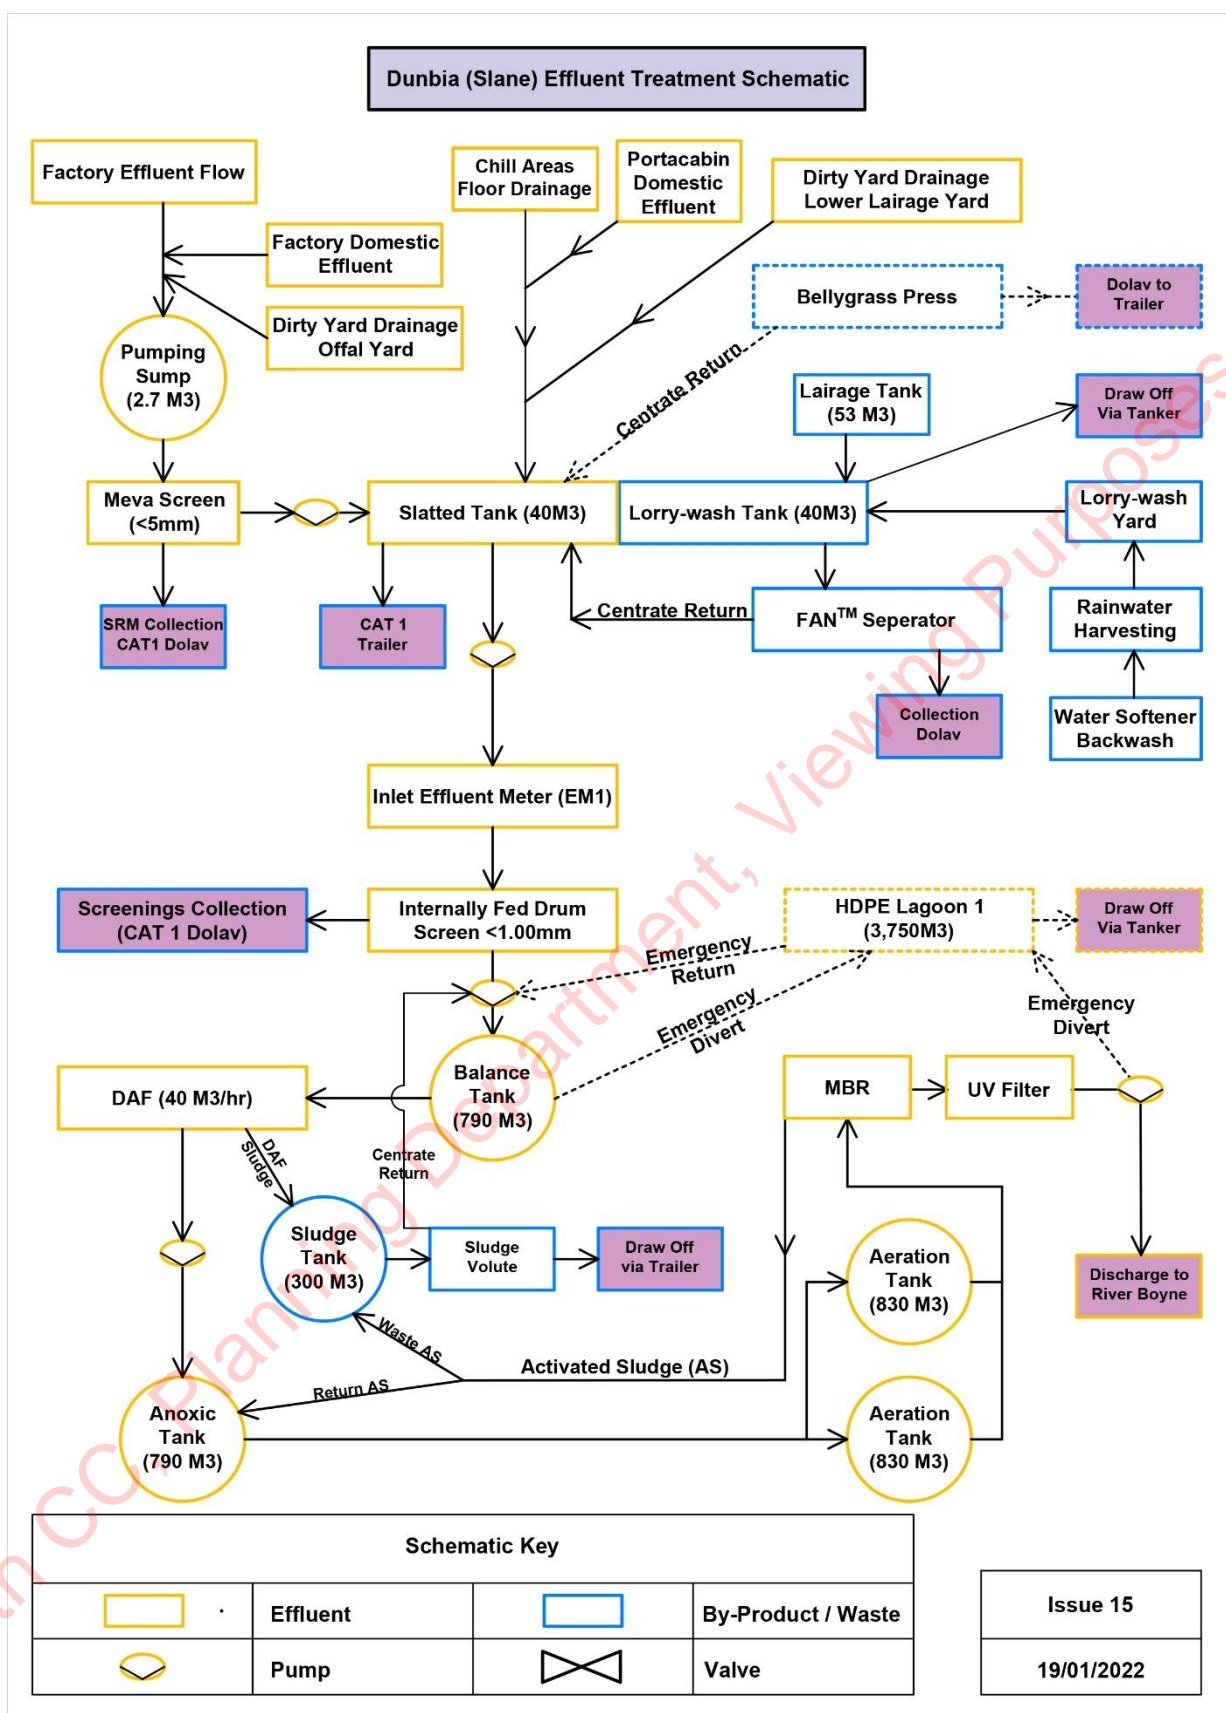 Dunbia (Slane) Effluent Treatment Schematic
Factory Effluent Flow
Chill Areas
Floor Drainage
Portacabin
Domestic
Effluent
Dirty Yard Drainage
Lower Lairage Yard
Factory Domestic
Effluent
Dirty Yard Drainage
Offal Yard
Bellygrass Press
Dolav to
Trailer
Pumping
Sump
(2.7 M3)
Centrate Return
Lairage Tank
(53 M3)
Draw Off
Via Tanker
Meva Screen
(<5mm)
Slatted Tank (40M3)
Lorry-wash Tank (40M3)
Lorry-wash
Yard
SRM Collection
CAT1 Dolav
CAT 1
Trailer
Centrate Return
FAN™ Seperator
Rainwater
Harvesting
Collection
Dolav
Water Softener
Backwash
Inlet Effluent Meter (EM1)
Screenings Collection
(CAT 1 Dolav)
Internally Fed Drum
Screen <1.00mm
HDPE Lagoon 1
(3,750M3)
Draw Off
Via Tanker
Emergency
Return
Emergency
Divert
Emergency
Divert
DAF (40 M3/hr)
Balance
Tank
(790 M3)
MBR
UV Filter
DAF
Sludge
Centrate
Return
Sludge
Tank
(300 M3)
Sludge
Volute
Draw Off
via Trailer
Aeration
Tank
(830 M3)
Discharge to
River Boyne
Waste AS
Activated Sludge (AS)
Return AS
Anoxic
Tank
(790 M3)
Aeration
Tank
(830 M3)
Schematic Key
Effluent
By-Product / Waste
Pump
Valve
Issue 15
19/01/2022
CC, Planning Department, Viewing Purposes